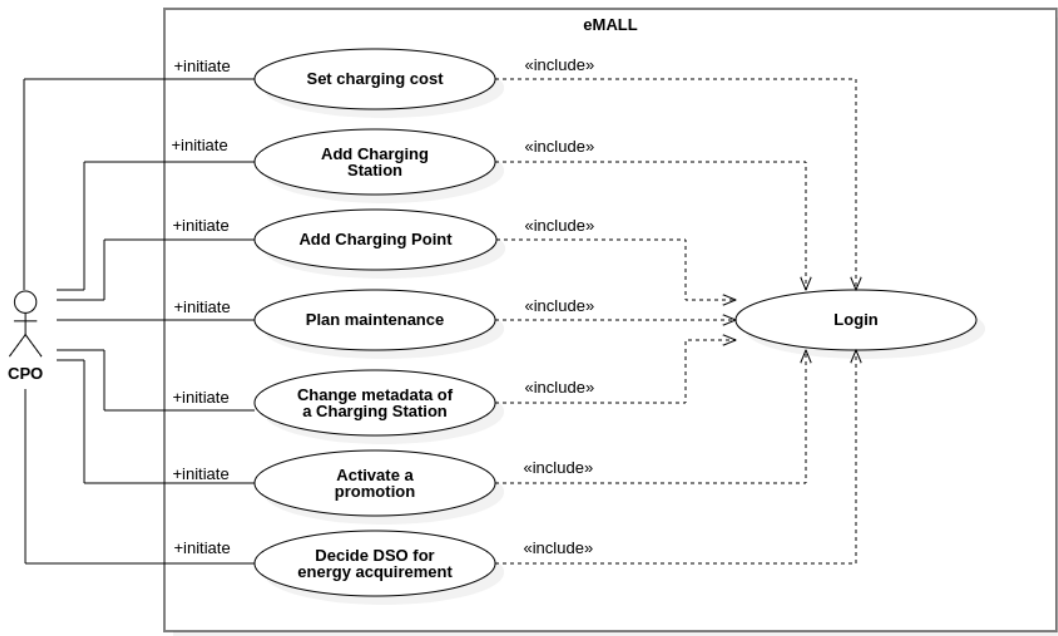 eMALL
+initiate
Set charging cost
«include»
+initiate
Add Charging
Station
«include»
+initiate
Add Charging Point
«include»
+initiate
Plan maintenance
«include»
Login
CPO
+initiate
Change metadata of
a Charging Station
«include»
+initiate
Activate a
promotion
«include»
+initiate
Decide DSO for
energy acquirement
«include»